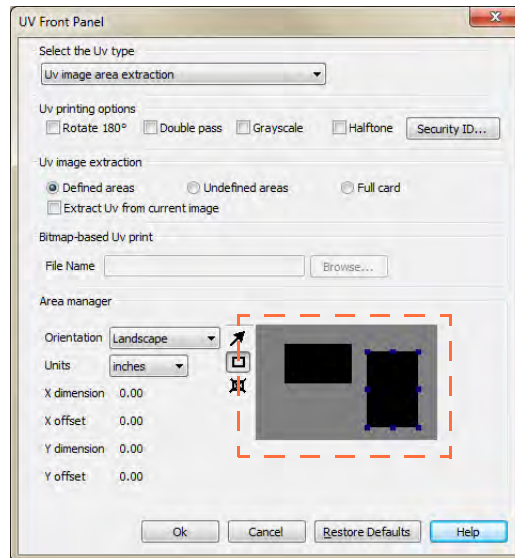 UV Front Panel
Select the Uv type
Uv image area extraction
Uv printing options
Rotate 180° Double pass Grayscale Halftone Security ID...
Uv image extraction
Defined areas Undefined areas Full card
Extract Uv from current image
Bitmap-based Uv print
File Name Browse...
Area manager
Orientation Landscape
Units inches
X dimension 0.00
X offset 0.00
Y dimension 0.00
Y offset 0.00
Ok Cancel Restore Defaults Help